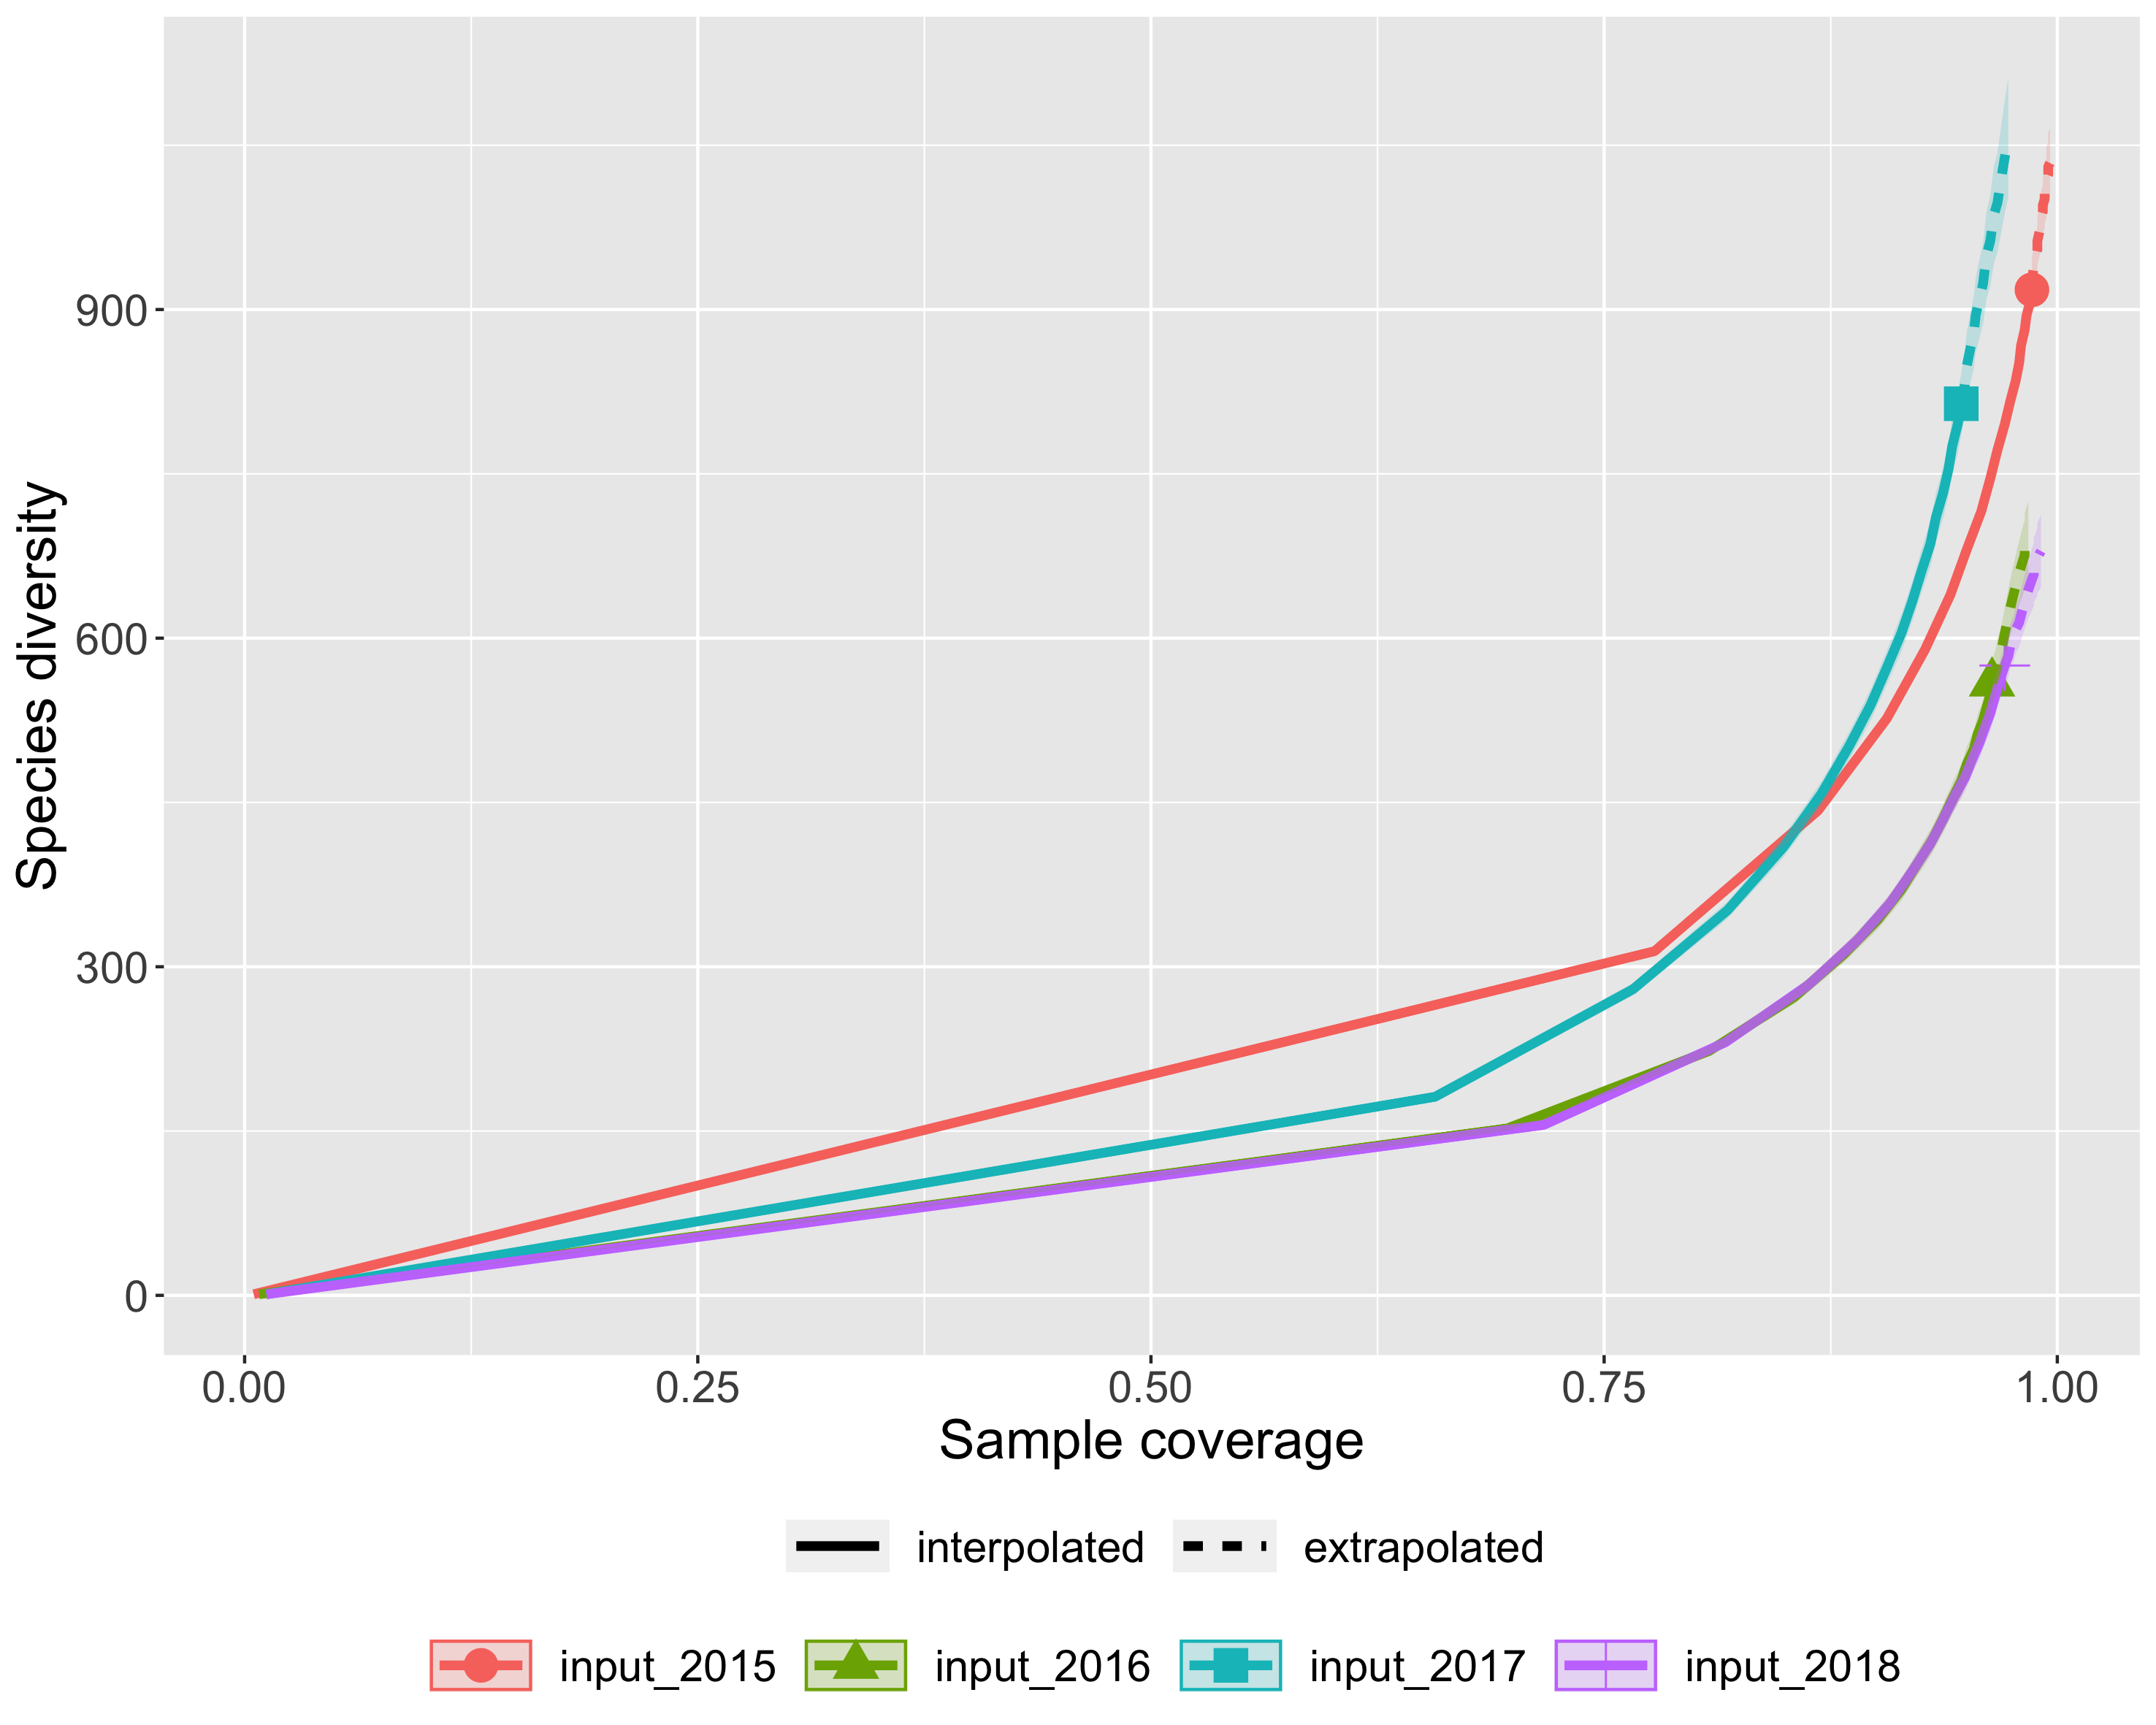 Species diversity
900
600
300
0
0.00 0.25 0.50 0.75 1.00
Sample coverage
interpolated extrapolated
input_2015 input_2016 input_2017 input_2018